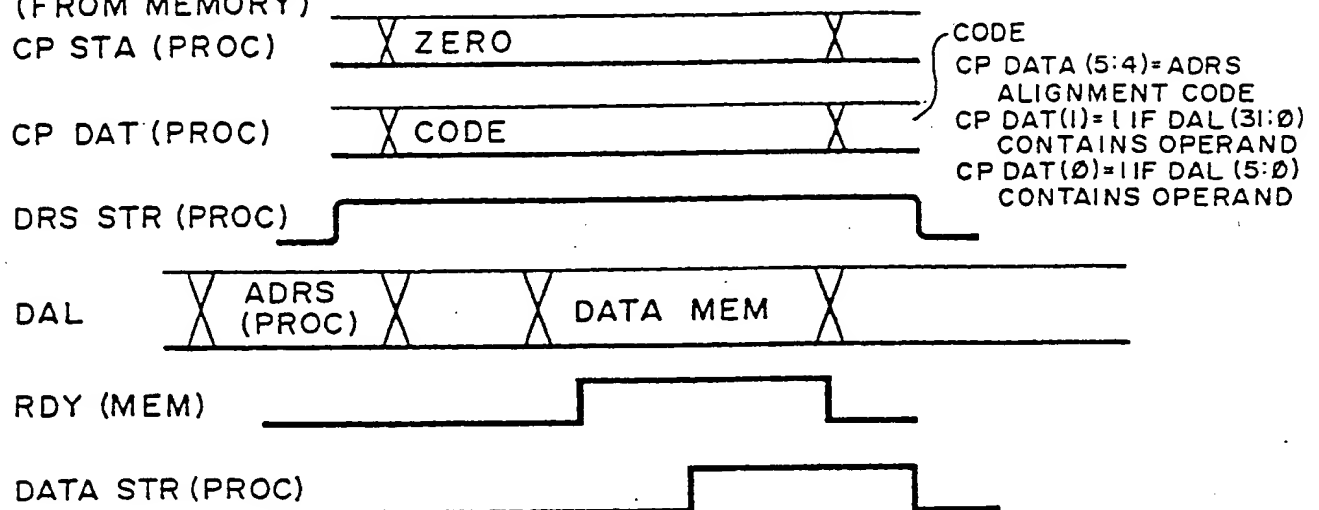 (FROM MEMORY)
CP STA (PROC)
ZERO
CODE
CP DATA (5:4)=ADRS
ALIGNMENT CODE
CP DAT(1)=1 IF DAL (31:Ø)
CONTAINS OPERAND
CP DAT(Ø)=1 IF DAL (5:Ø)
CONTAINS OPERAND
CP DAT (PROC)
CODE
DRS STR (PROC)
DAL
ADRS
(PROC)
DATA MEM
RDY (MEM)
DATA STR (PROC)